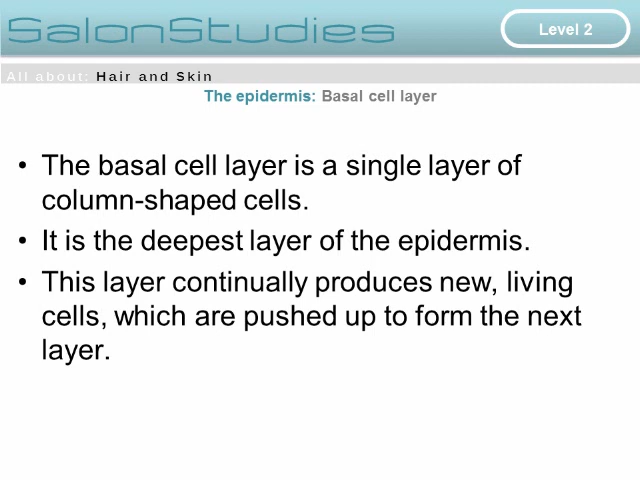 SalonStudies
Level 2
All about: Hair and Skin
The epidermis: Basal cell layer
• The basal cell layer is a single layer of
column-shaped cells.
• It is the deepest layer of the epidermis.
• This layer continually produces new, living
cells, which are pushed up to form the next
layer.